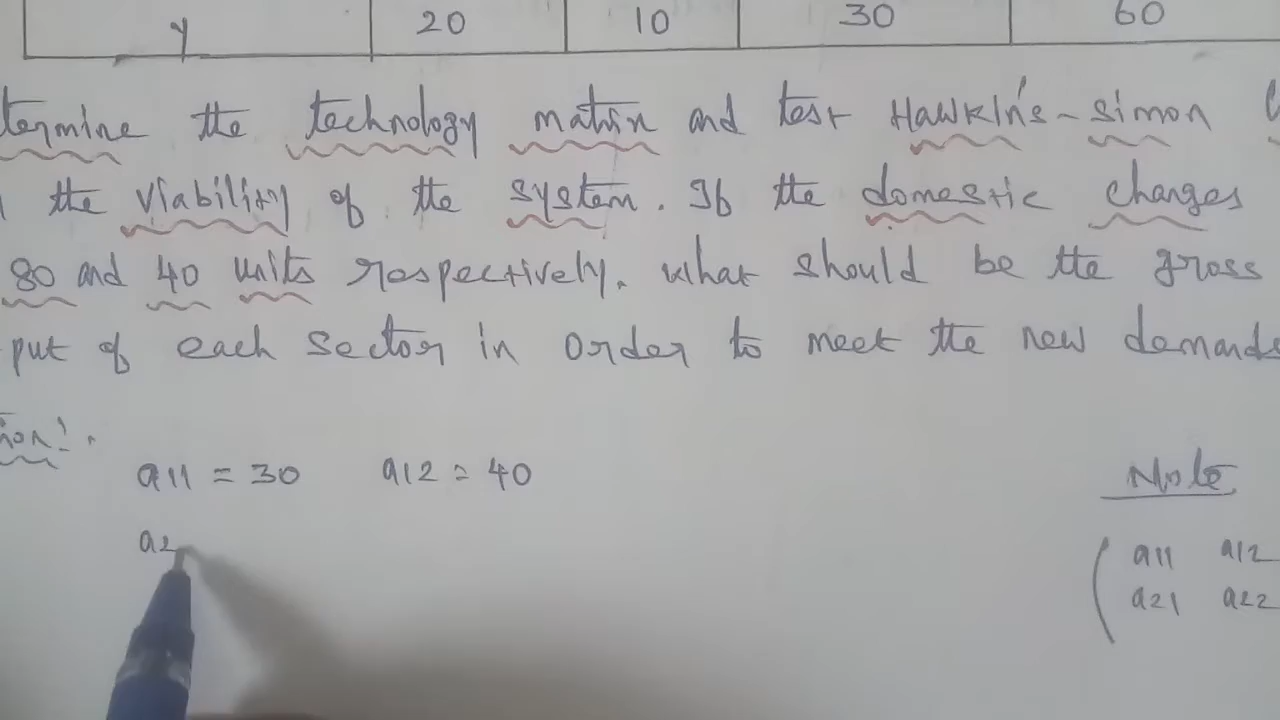 y 20 10 30 60
termine the technology matrix and test Hawkin's - Simon
the viability of the system. If the domestic changes
80 and 40 units respectively. What should be the gross
put of each sector in order to meet the new demands
a11 = 30 a12 = 40
Note
a2
a11 a12
a21 a22